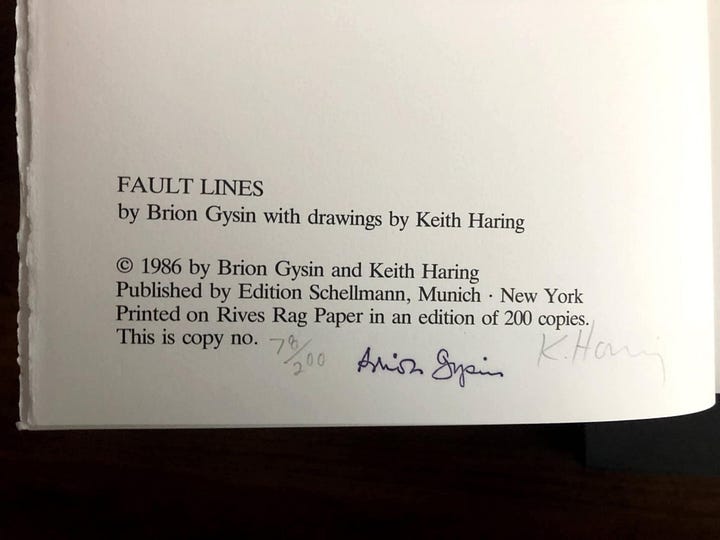 FAULT LINES
by Brion Gysin with drawings by Keith Haring
© 1986 by Brion Gysin and Keith Haring
Published by Edition Schellmann, Munich · New York
Printed on Rives Rag Paper in an edition of 200 copies.
This is copy no. 78/200
Brion Gysin K. Haring